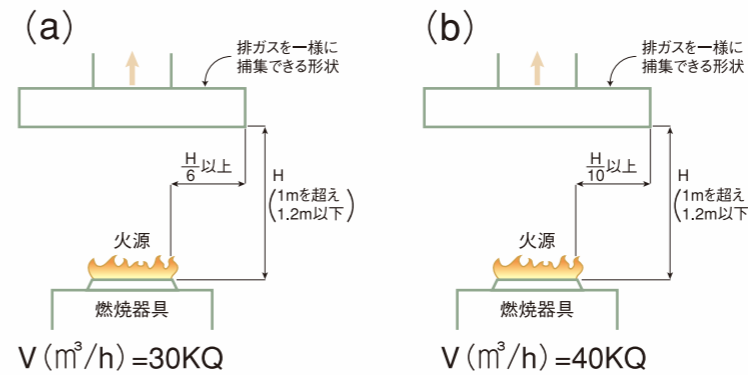 (a)
排ガスを一様に
捕集できる形状
H/6以上
H
(1mを超え
1.2m以下)
火源
燃焼器具
V(m³/h)=30KQ
(b)
排ガスを一様に
捕集できる形状
H/10以上
H
(1mを超え
1.2m以下)
火源
燃焼器具
V(m³/h)=40KQ